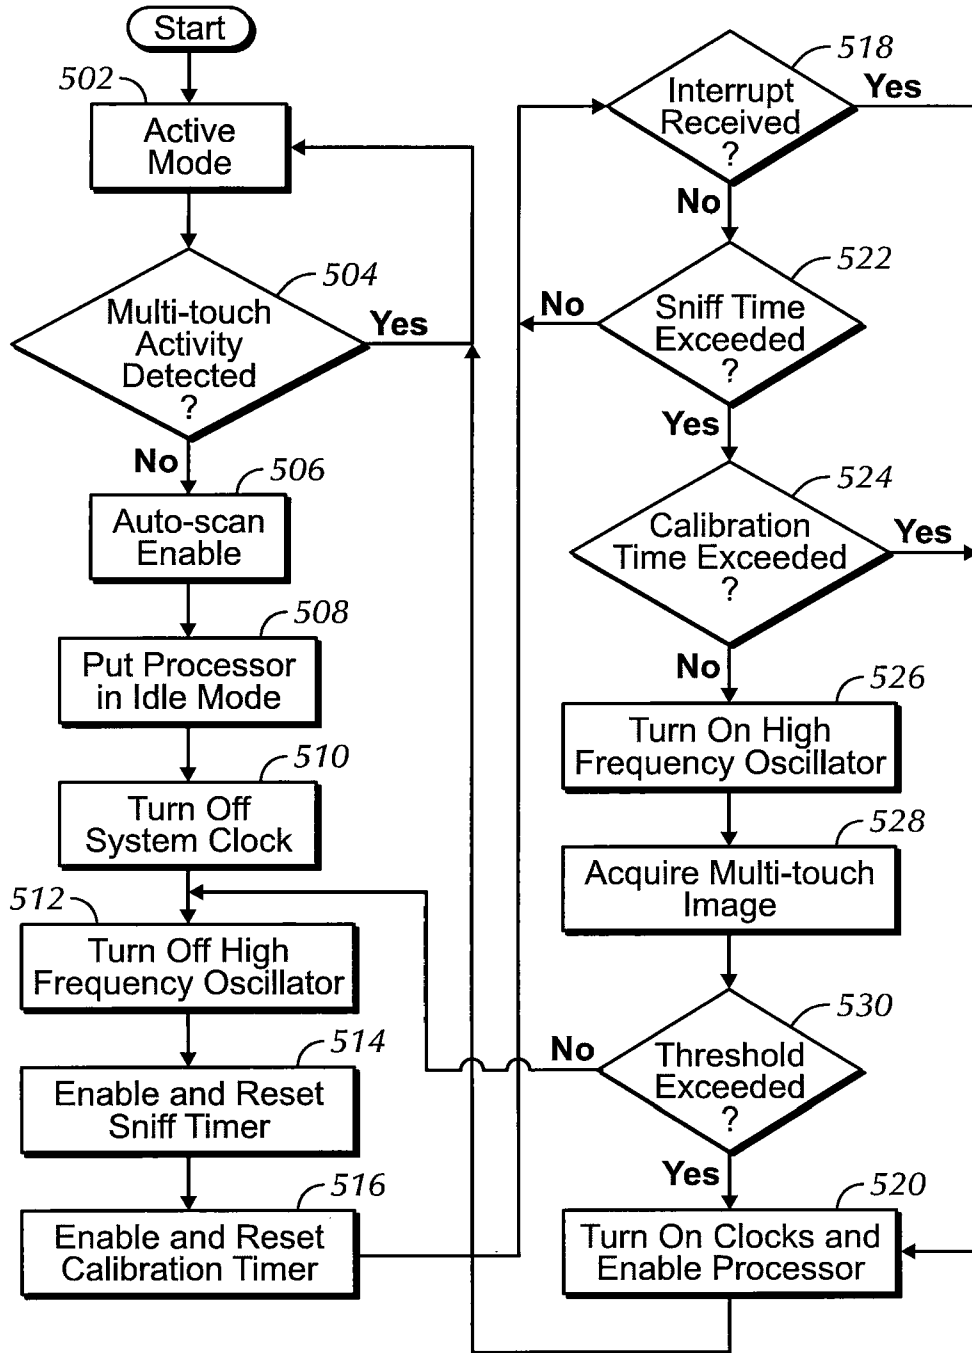 Start
502
Active
Mode
504
Multi-touch
Activity
Detected
?
Yes
No
506
Auto-scan
Enable
508
Put Processor
in Idle Mode
510
Turn Off
System Clock
512
Turn Off High
Frequency Oscillator
514
Enable and Reset
Sniff Timer
516
Enable and Reset
Calibration Timer
518
Interrupt
Received
?
Yes
No
522
Sniff Time
Exceeded
?
No
Yes
524
Calibration
Time Exceeded
?
Yes
No
526
Turn On High
Frequency Oscillator
528
Acquire Multi-touch
Image
530
Threshold
Exceeded
?
No
Yes
520
Turn On Clocks and
Enable Processor